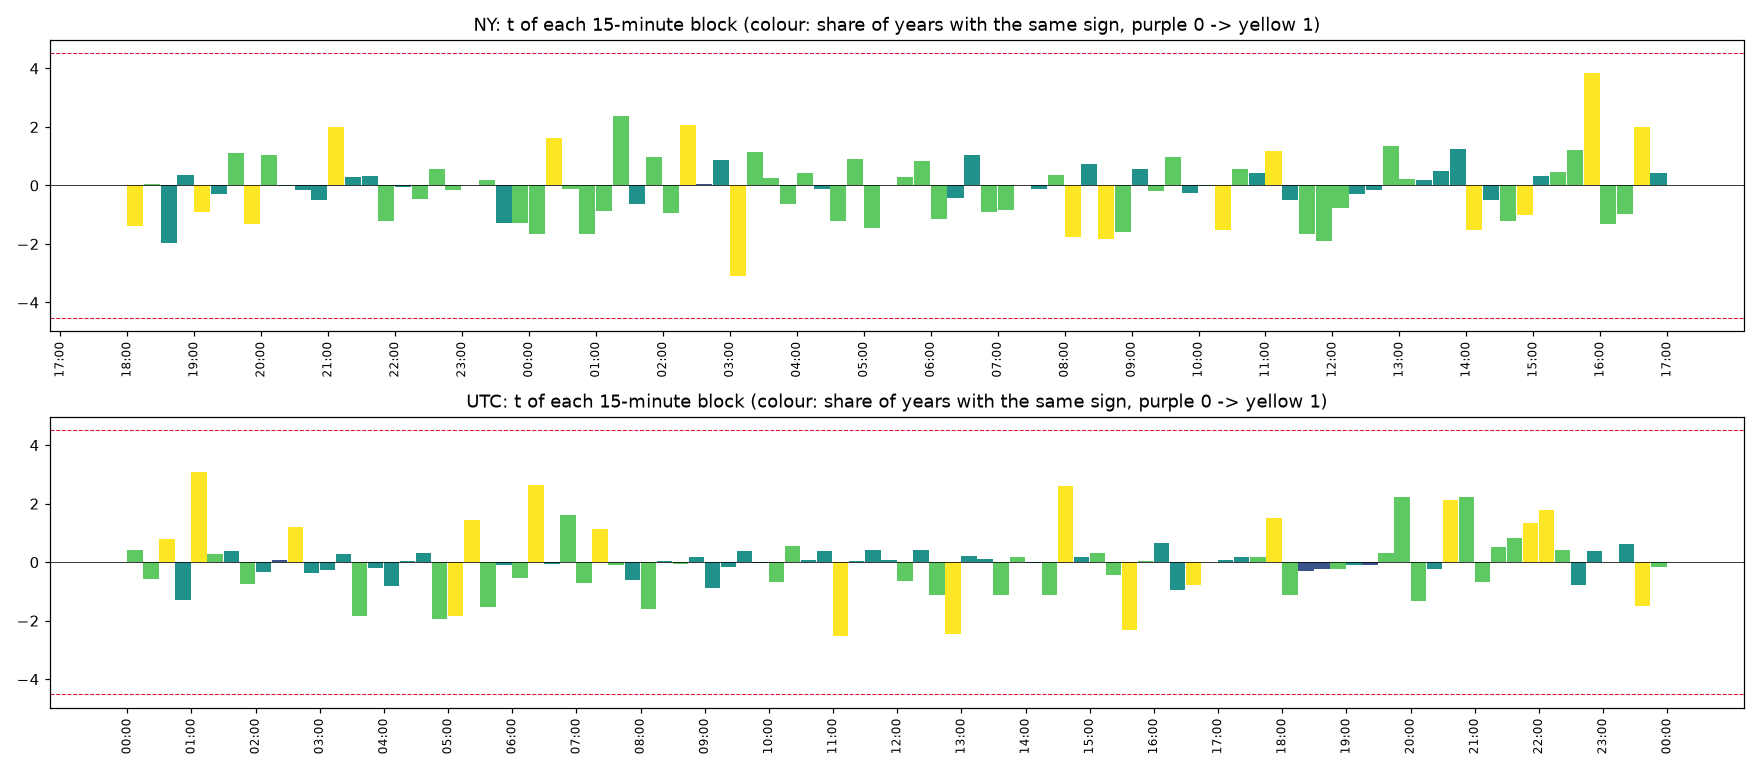 NY: t of each 15-minute block (colour: share of years with the same sign, purple 0 -> yellow 1)
4
2
0
−2
−4
17:00 18:00 19:00 20:00 21:00 22:00 23:00 00:00 01:00 02:00 03:00 04:00 05:00 06:00 07:00 08:00 09:00 10:00 11:00 12:00 13:00 14:00 15:00 16:00 17:00
UTC: t of each 15-minute block (colour: share of years with the same sign, purple 0 -> yellow 1)
4
2
0
−2
−4
00:00 01:00 02:00 03:00 04:00 05:00 06:00 07:00 08:00 09:00 10:00 11:00 12:00 13:00 14:00 15:00 16:00 17:00 18:00 19:00 20:00 21:00 22:00 23:00 00:00